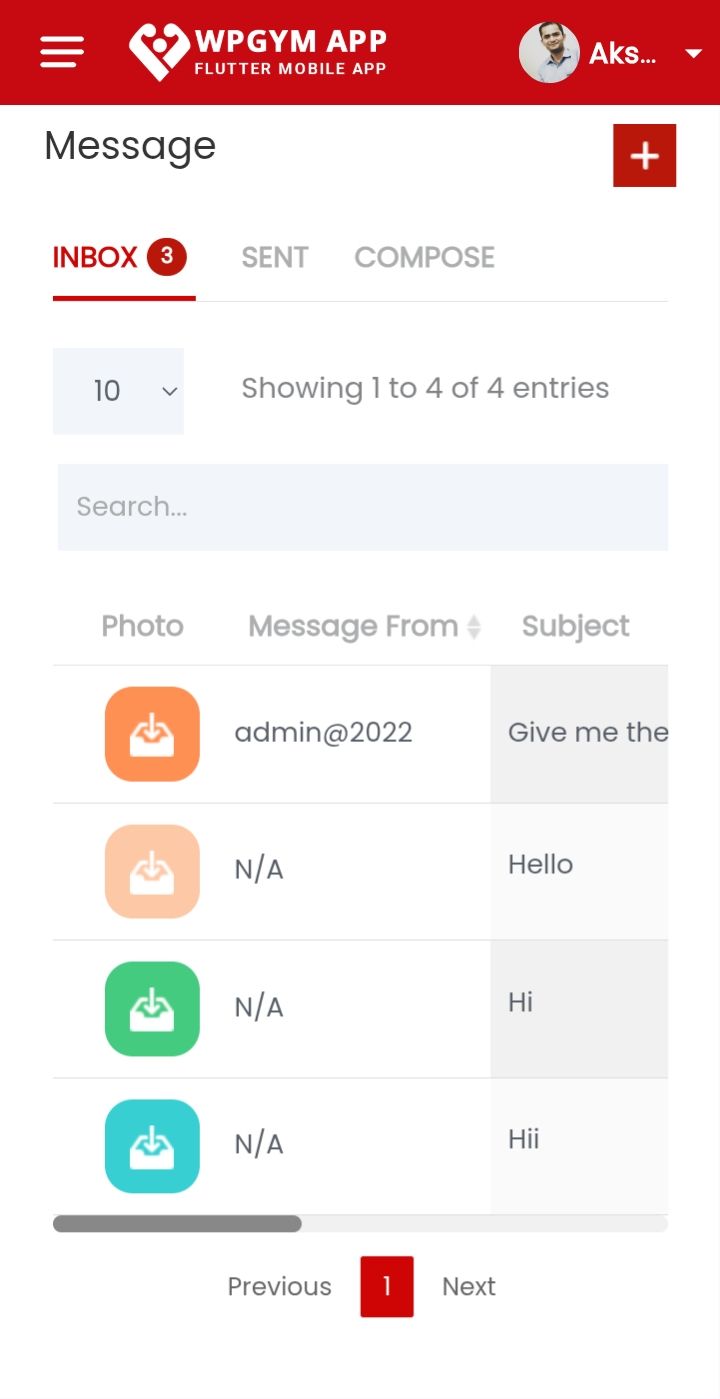 WPGYM APP
FLUTTER MOBILE APP
Aks...
Message
+
INBOX 3
SENT
COMPOSE
10
Showing 1 to 4 of 4 entries
Search...
Photo
Message From
Subject
admin@2022
Give me the
N/A
Hello
N/A
Hi
N/A
Hii
Previous
1
Next